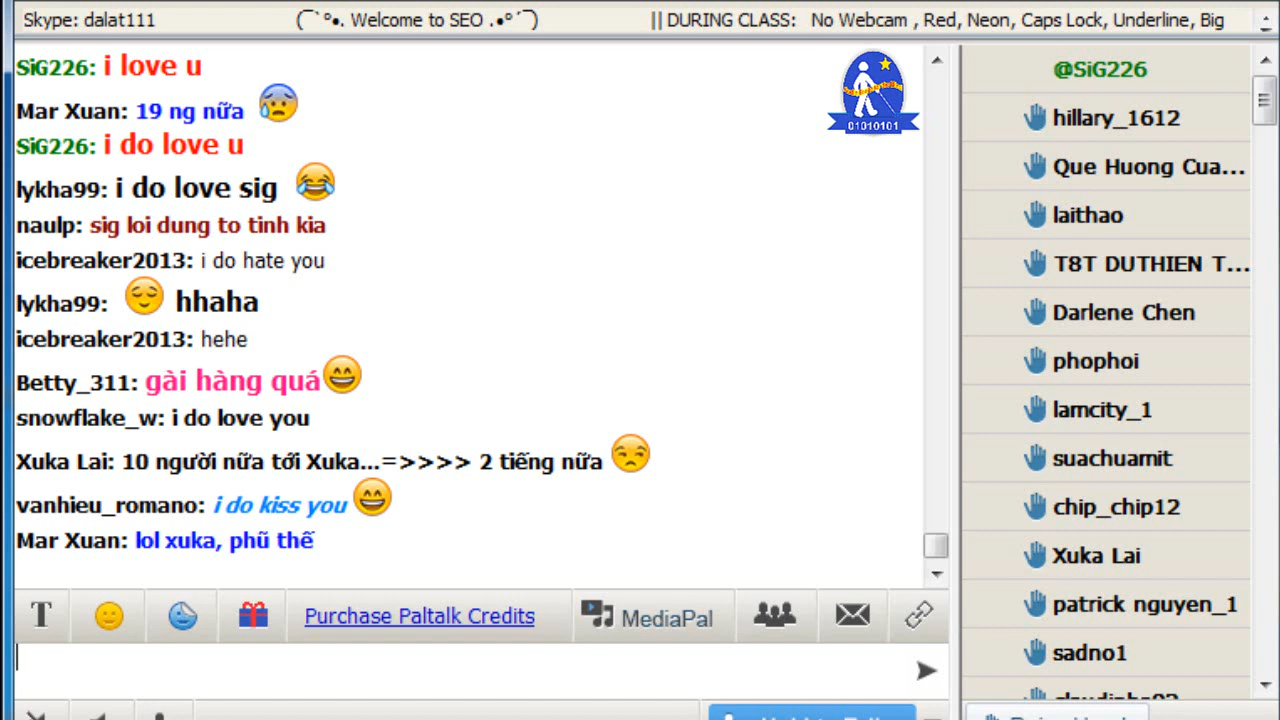 Skype: dalat111 (¯`°•. Welcome to SEO .•°´¯) || DURING CLASS: No Webcam , Red, Neon, Caps Lock, Underline, Big
SiG226: i love u
Mar Xuan: 19 ng nữa
SiG226: i do love u
lykha99: i do love sig
naulp: sig loi dung to tinh kia
icebreaker2013: i do hate you
lykha99: hhaha
icebreaker2013: hehe
Betty_311: gài hàng quá
snowflake_w: i do love you
Xuka Lai: 10 người nữa tới Xuka...=>>>> 2 tiếng nữa
vanhieu_romano: i do kiss you
Mar Xuan: lol xuka, phũ thế
01010101
T Purchase Paltalk Credits MediaPal
@SiG226
hillary_1612
Que Huong Cua...
laithao
T8T DUTHIEN T...
Darlene Chen
phophoi
lamcity_1
suachuamit
chip_chip12
Xuka Lai
patrick nguyen_1
sadno1